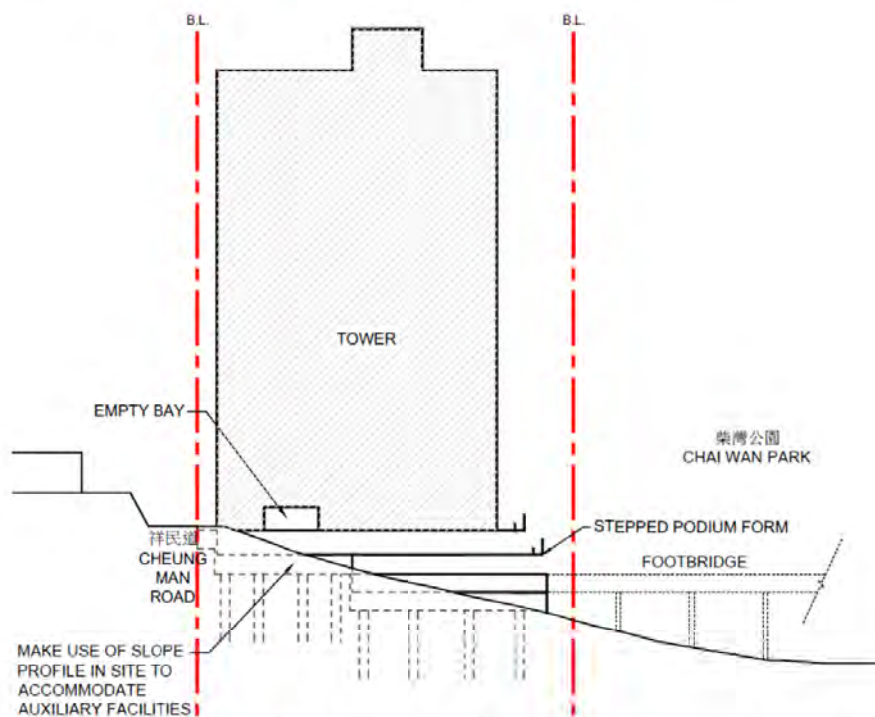 B.L.
B.L.
TOWER
EMPTY BAY
柴灣公園
CHAI WAN PARK
STEPPED PODIUM FORM
祥民道
CHEUNG
MAN
ROAD
FOOTBRIDGE
MAKE USE OF SLOPE
PROFILE IN SITE TO
ACCOMMODATE
AUXILIARY FACILITIES